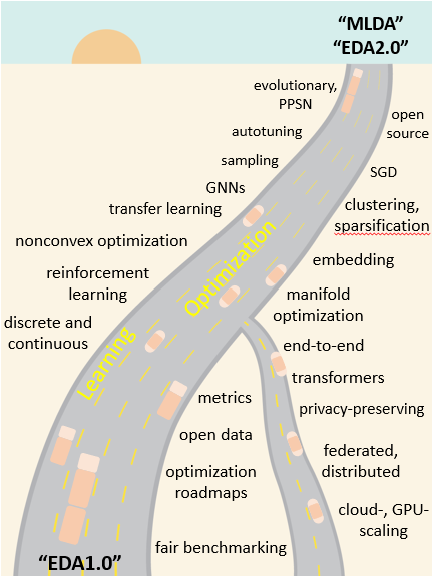 “MLDA”
“EDA2.0”
evolutionary,
PPSN
open
source
autotuning
sampling
SGD
GNNs
transfer learning
clustering,
sparsification
nonconvex optimization
Optimization
embedding
reinforcement
learning
manifold
optimization
discrete and
continuous
Learning
end-to-end
transformers
metrics
privacy-preserving
open data
federated,
distributed
optimization
roadmaps
cloud-, GPU-
scaling
fair benchmarking
“EDA1.0”